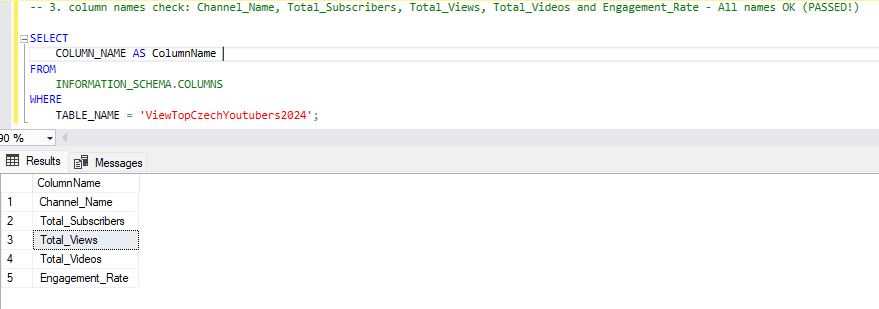 -- 3. column names check: Channel_Name, Total_Subscribers, Total_Views, Total_Videos and Engagement_Rate - All names OK (PASSED!)
SELECT
COLUMN_NAME AS ColumnName
FROM
INFORMATION_SCHEMA.COLUMNS
WHERE
TABLE_NAME = 'ViewTopCzechYoutubers2024';
90 %
Results Messages
ColumnName
1 Channel_Name
2 Total_Subscribers
3 Total_Views
4 Total_Videos
5 Engagement_Rate